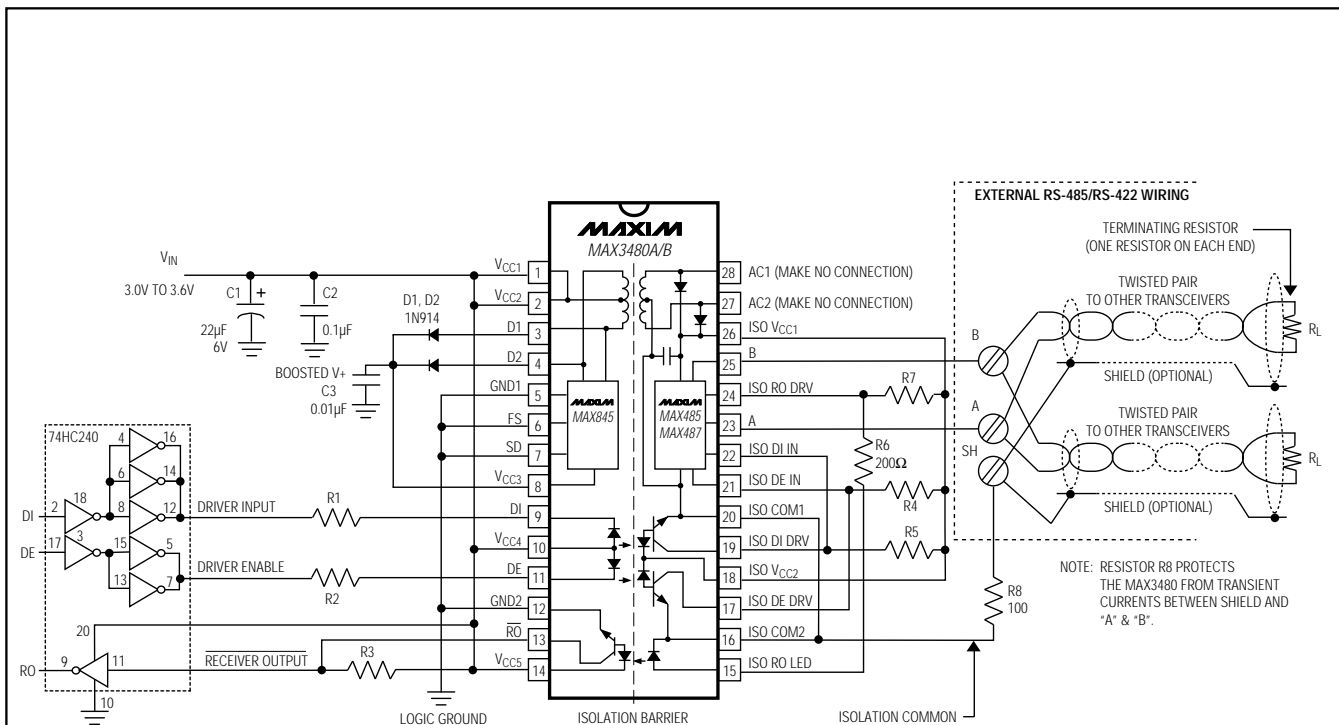 MAXIM
MAX3480A/B
EXTERNAL RS-485/RS-422 WIRING
TERMINATING RESISTOR
(ONE RESISTOR ON EACH END)
TWISTED PAIR
TO OTHER TRANSCEIVERS
RL
SHIELD (OPTIONAL)
TWISTED PAIR
TO OTHER TRANSCEIVERS
RL
SHIELD (OPTIONAL)
B
A
SH
NOTE: RESISTOR R8 PROTECTS
THE MAX3480 FROM TRANSIENT
CURRENTS BETWEEN SHIELD AND
"A" & "B".
VIN
3.0V TO 3.6V
C1
+
22µF
6V
C2
0.1µF
D1, D2
1N914
BOOSTED V+
C3
0.01µF
74HC240
4 16
6 14
2 18 8 12
17 3 15 5
13 7
DI
DE
DRIVER INPUT
R1
DRIVER ENABLE
R2
20
RO 9 11
10
RECEIVER OUTPUT
R3
LOGIC GROUND
VCC1 1
VCC2 2
D1 3
D2 4
GND1 5
FS 6
SD 7
VCC3 8
DI 9
VCC4 10
DE 11
GND2 12
RO 13
VCC5 14
MAXIM
MAX845
MAXIM
MAX485
MAX487
28 AC1 (MAKE NO CONNECTION)
27 AC2 (MAKE NO CONNECTION)
26 ISO VCC1
25 B
24 ISO RO DRV
23 A
22 ISO DI IN
21 ISO DE IN
20 ISO COM1
19 ISO DI DRV
18 ISO VCC2
17 ISO DE DRV
16 ISO COM2
15 ISO RO LED
R7
R6
200Ω
R4
R5
R8
100
ISOLATION BARRIER
ISOLATION COMMON